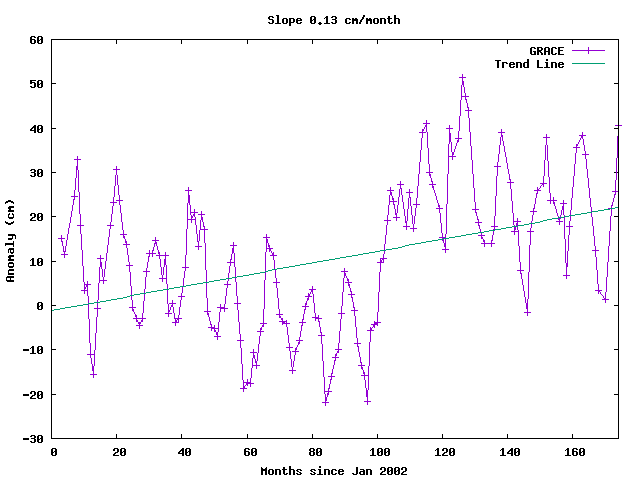 Slope 0.13 cm/month
60
50
40
30
20
10
0
-10
-20
-30
Anomaly (cm)
GRACE
Trend Line
0 20 40 60 80 100 120 140 160
Months since Jan 2002